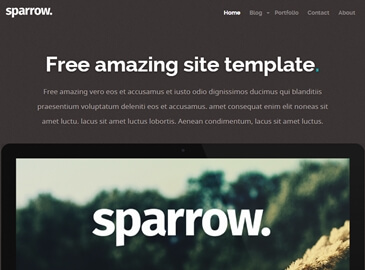 sparrow.
Home Blog Portfolio Contact About
Free amazing site template.
Free amazing vero eos et accusamus et iusto odio dignissimos ducimus qui blanditiis
praesentium voluptatum deleniti eos et accusamus. amet consequat enim elit noneas sit
amet luctu. lacus sit amet luctus lobortis. Aenean condimentum, lacus sit amet luctus.
sparrow.